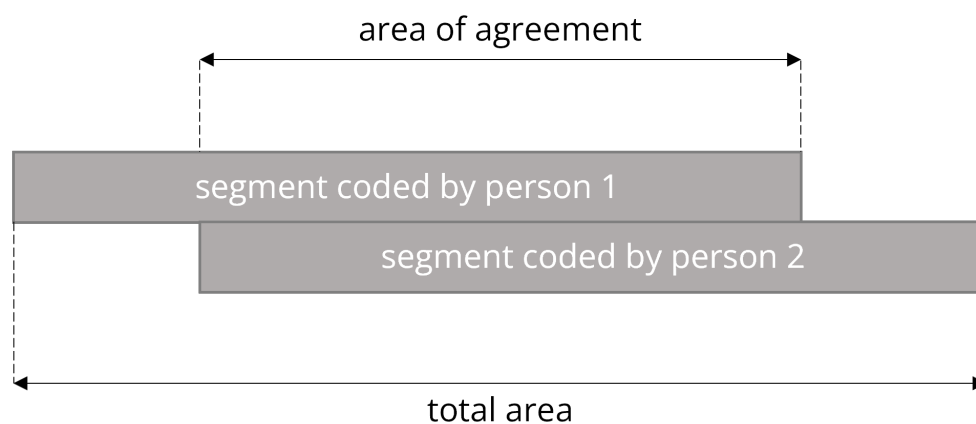 area of agreement
segment coded by person 1
segment coded by person 2
total area